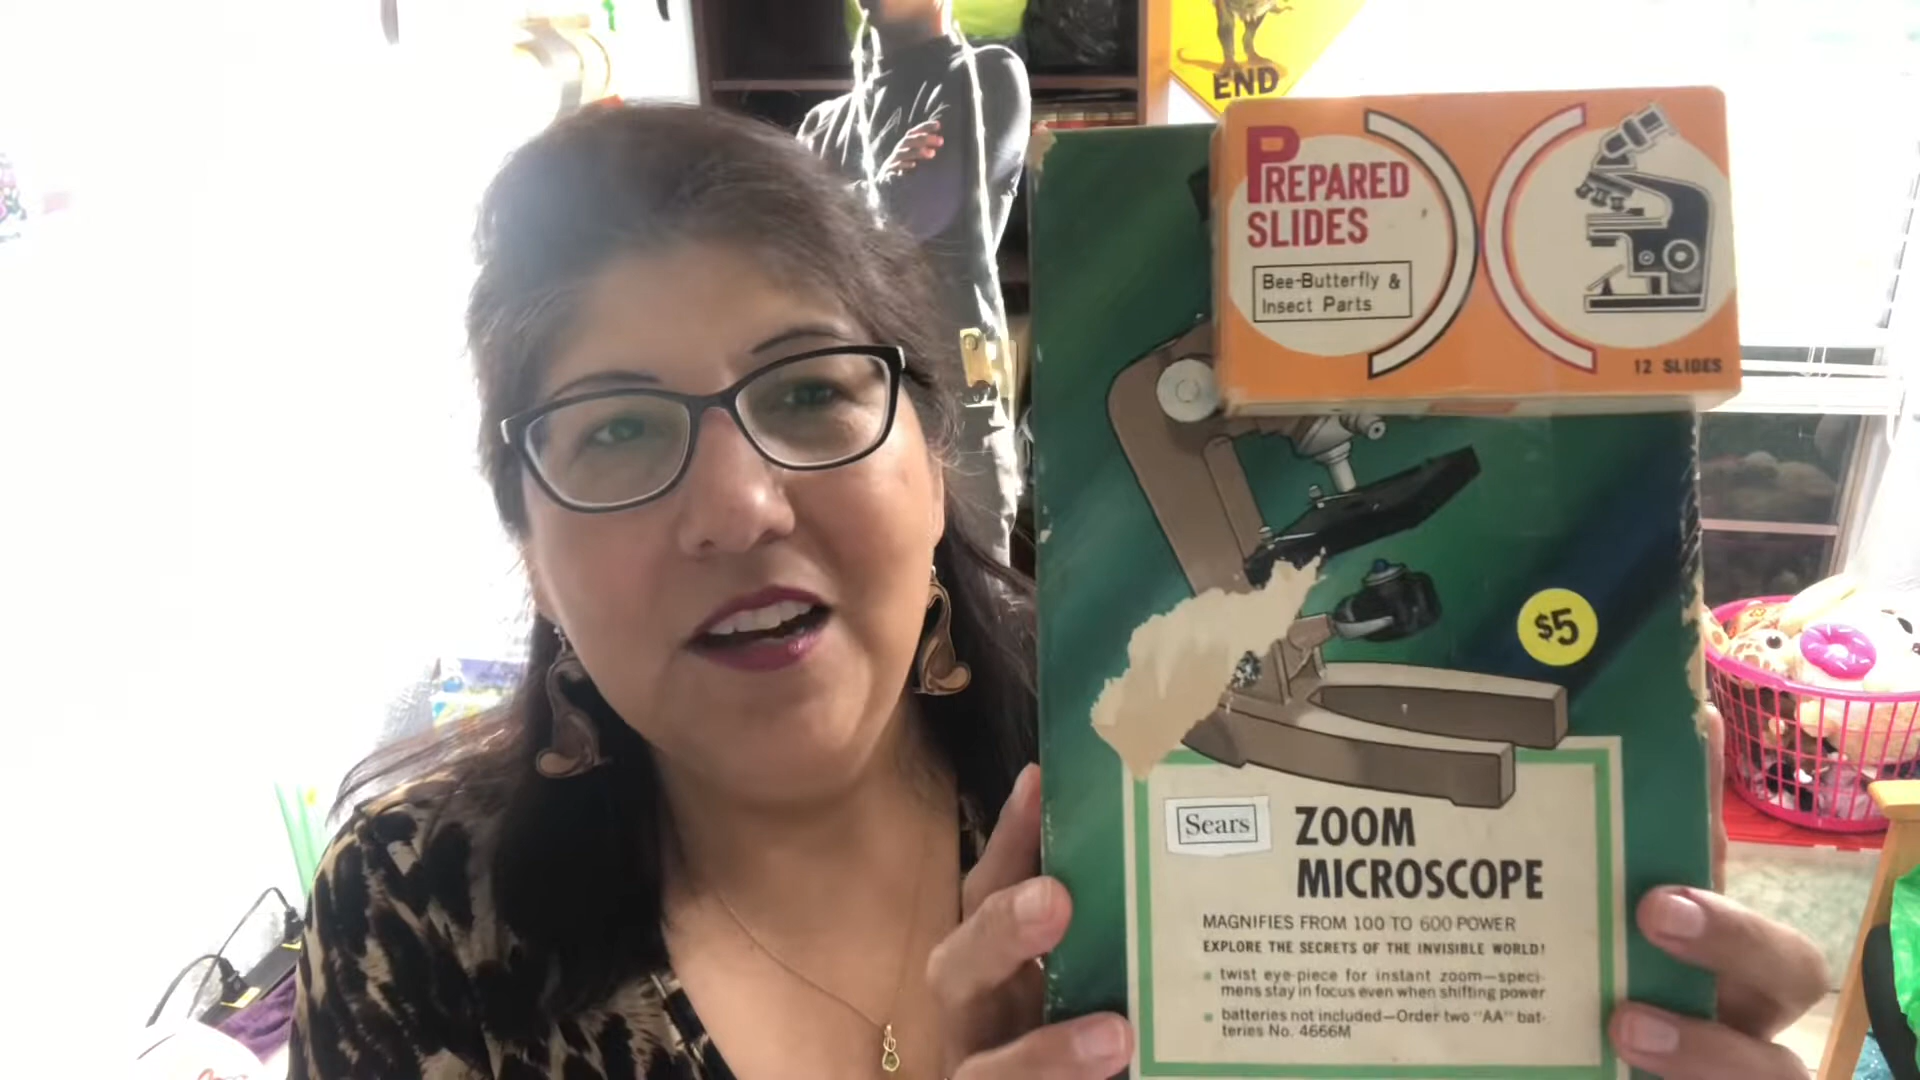 END
PREPARED
SLIDES
Bee-Butterfly &
Insect Parts
12 SLIDES
$5
Sears
ZOOM
MICROSCOPE
MAGNIFIES FROM 100 TO 600 POWER
EXPLORE THE SECRETS OF THE INVISIBLE WORLD!
twist eye-piece for instant zoom—speci-
mens stay in focus even when shifting power
batteries not included—Order two "AA" bat-
teries No. 4666M